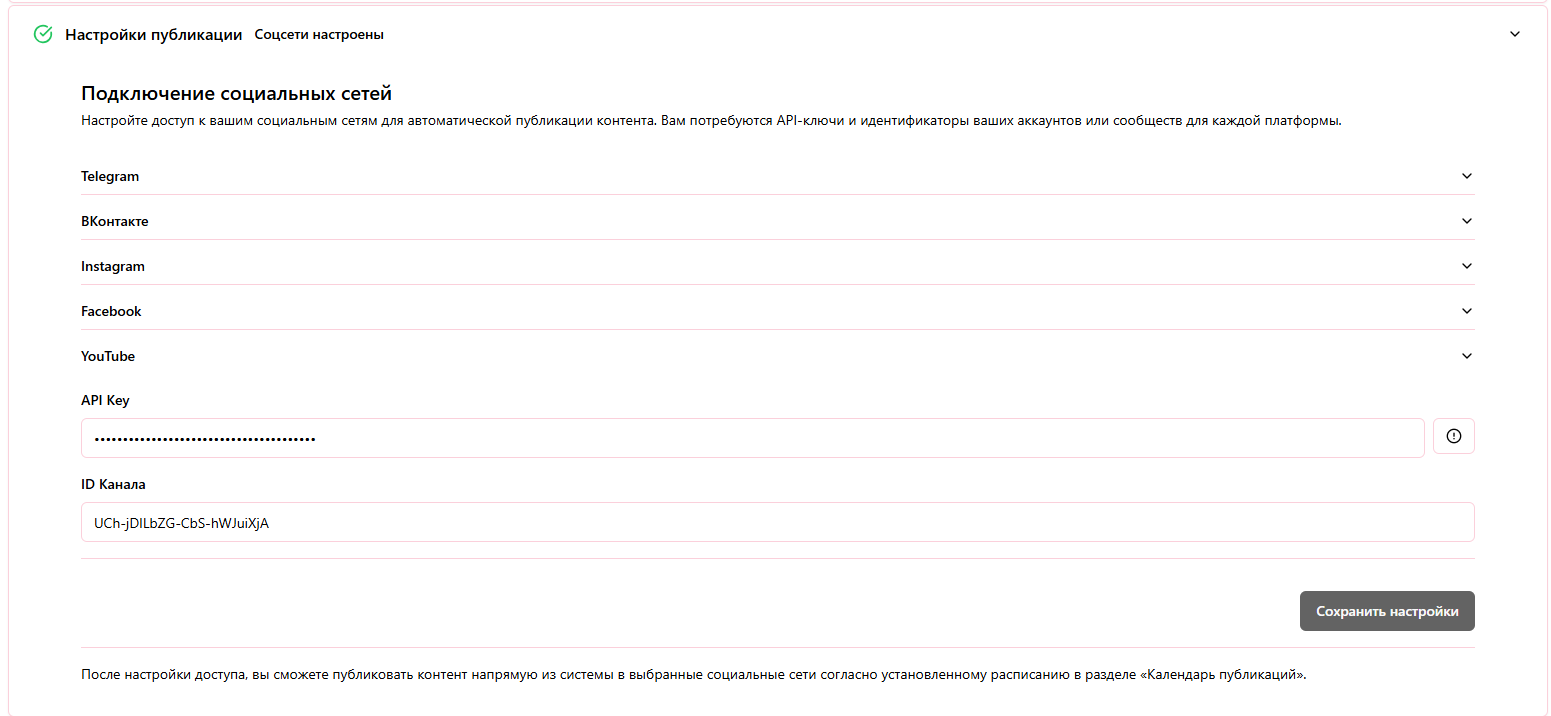 Настройки публикации Соцсети настроены
Подключение социальных сетей
Настройте доступ к вашим социальным сетям для автоматической публикации контента. Вам потребуются API-ключи и идентификаторы ваших аккаунтов или сообществ для каждой платформы.
Telegram
ВКонтакте
Instagram
Facebook
YouTube
API Key
•••••••••••••••••••••••••••••••••••••••
ID Канала
UCh-jDILbZG-CbS-hWJuiXjA
Сохранить настройки
После настройки доступа, вы сможете публиковать контент напрямую из системы в выбранные социальные сети согласно установленному расписанию в разделе «Календарь публикаций».